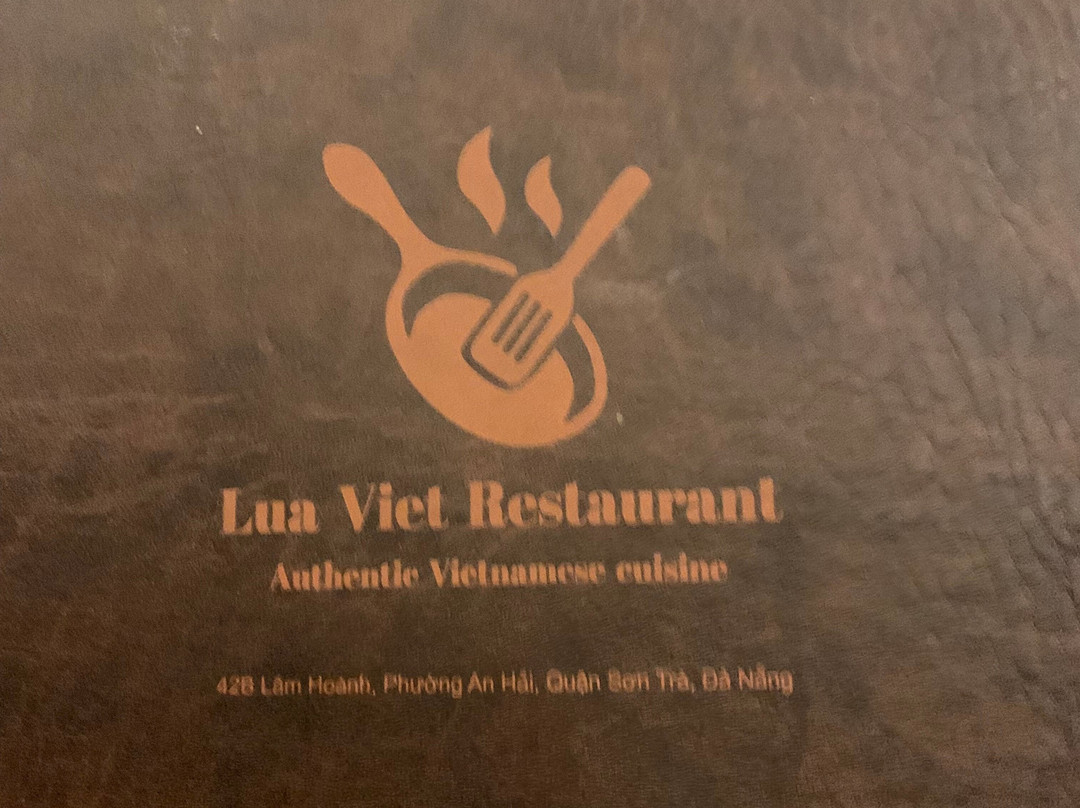 Lua Viet Restaurant
Authentic Vietnamese cuisine
42B Lâm Hoành, Phường An Hải, Quận Sơn Trà, Đà Nẵng